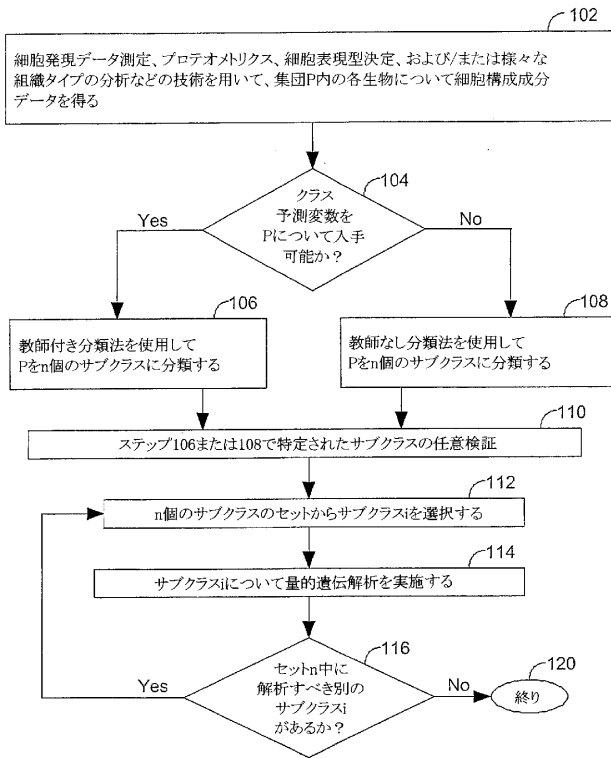 102
細胞発現データ測定、プロテオメトリクス、細胞表現型決定、および/または様々な
組織タイプの分析などの技術を用いて、集団P内の各生物について細胞構成成分
データを得る
104
クラス
予測変数を
Pについて入手
可能か？
Yes
No
106
教師付き分類法を使用して
Pをn個のサブクラスに分類する
108
教師なし分類法を使用して
Pをn個のサブクラスに分類する
110
ステップ106または108で特定されたサブクラスの任意検証
112
n個のサブクラスのセットからサブクラスiを選択する
114
サブクラスiについて量的遺伝解析を実施する
116
セットn中に
解析すべき別の
サブクラスi
があるか？
Yes
No
120
終り